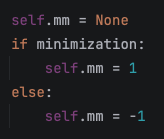 self.mm = None
if minimization:
    self.mm = 1
else:
    self.mm = -1